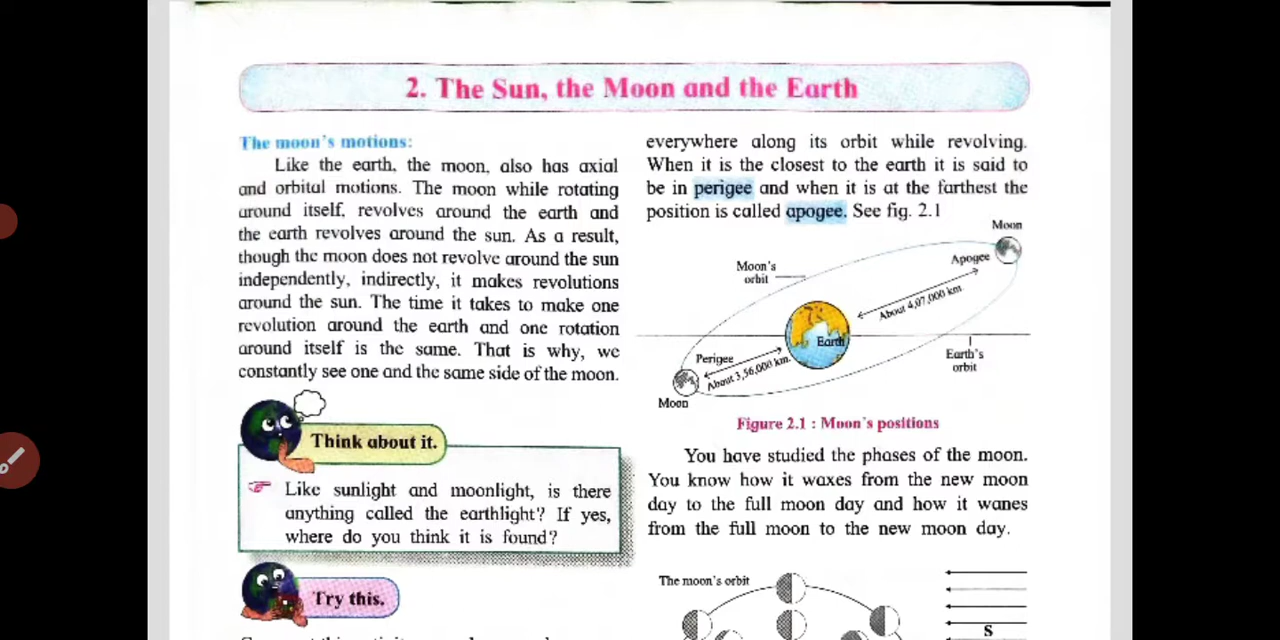 2. The Sun, the Moon and the Earth
The moon's motions:
Like the earth, the moon, also has axial
and orbital motions. The moon while rotating
around itself, revolves around the earth and
the earth revolves around the sun. As a result,
though the moon does not revolve around the sun
independently, indirectly, it makes revolutions
around the sun. The time it takes to make one
revolution around the earth and one rotation
around itself is the same. That is why, we
constantly see one and the same side of the moon.
Think about it.
Like sunlight and moonlight, is there
anything called the earthlight? If yes,
where do you think it is found?
Try this.
everywhere along its orbit while revolving.
When it is the closest to the earth it is said to
be in perigee and when it is at the farthest the
position is called apogee. See fig. 2.1
Moon
Apogee
Moon's
orbit
About 4,07,000 km.
Earth
Perigee
About 3,56,000 km.
Earth's
orbit
Moon
Figure 2.1 : Moon's positions
You have studied the phases of the moon.
You know how it waxes from the new moon
day to the full moon day and how it wanes
from the full moon to the new moon day.
The moon's orbit
S